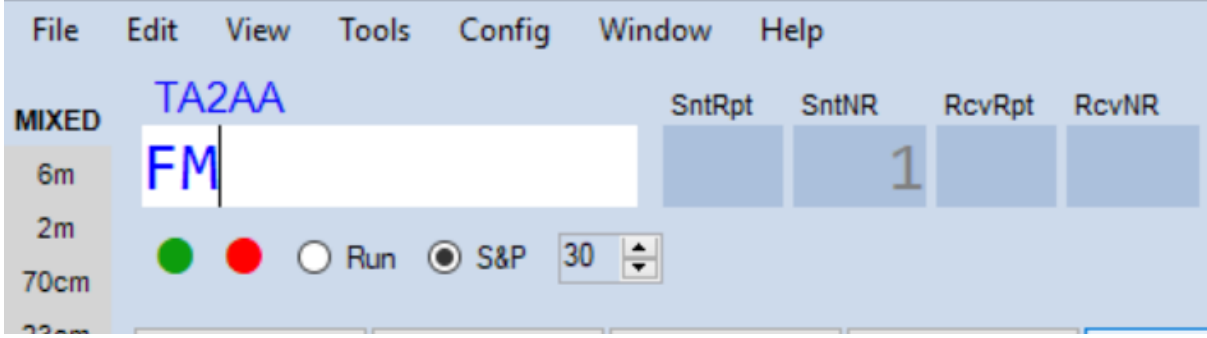 File Edit View Tools Config Window Help
TA2AA
MIXED SntRpt SntNR RcvRpt RcvNR
FM 1
6m
2m
Run S&P 30
70cm
23cm